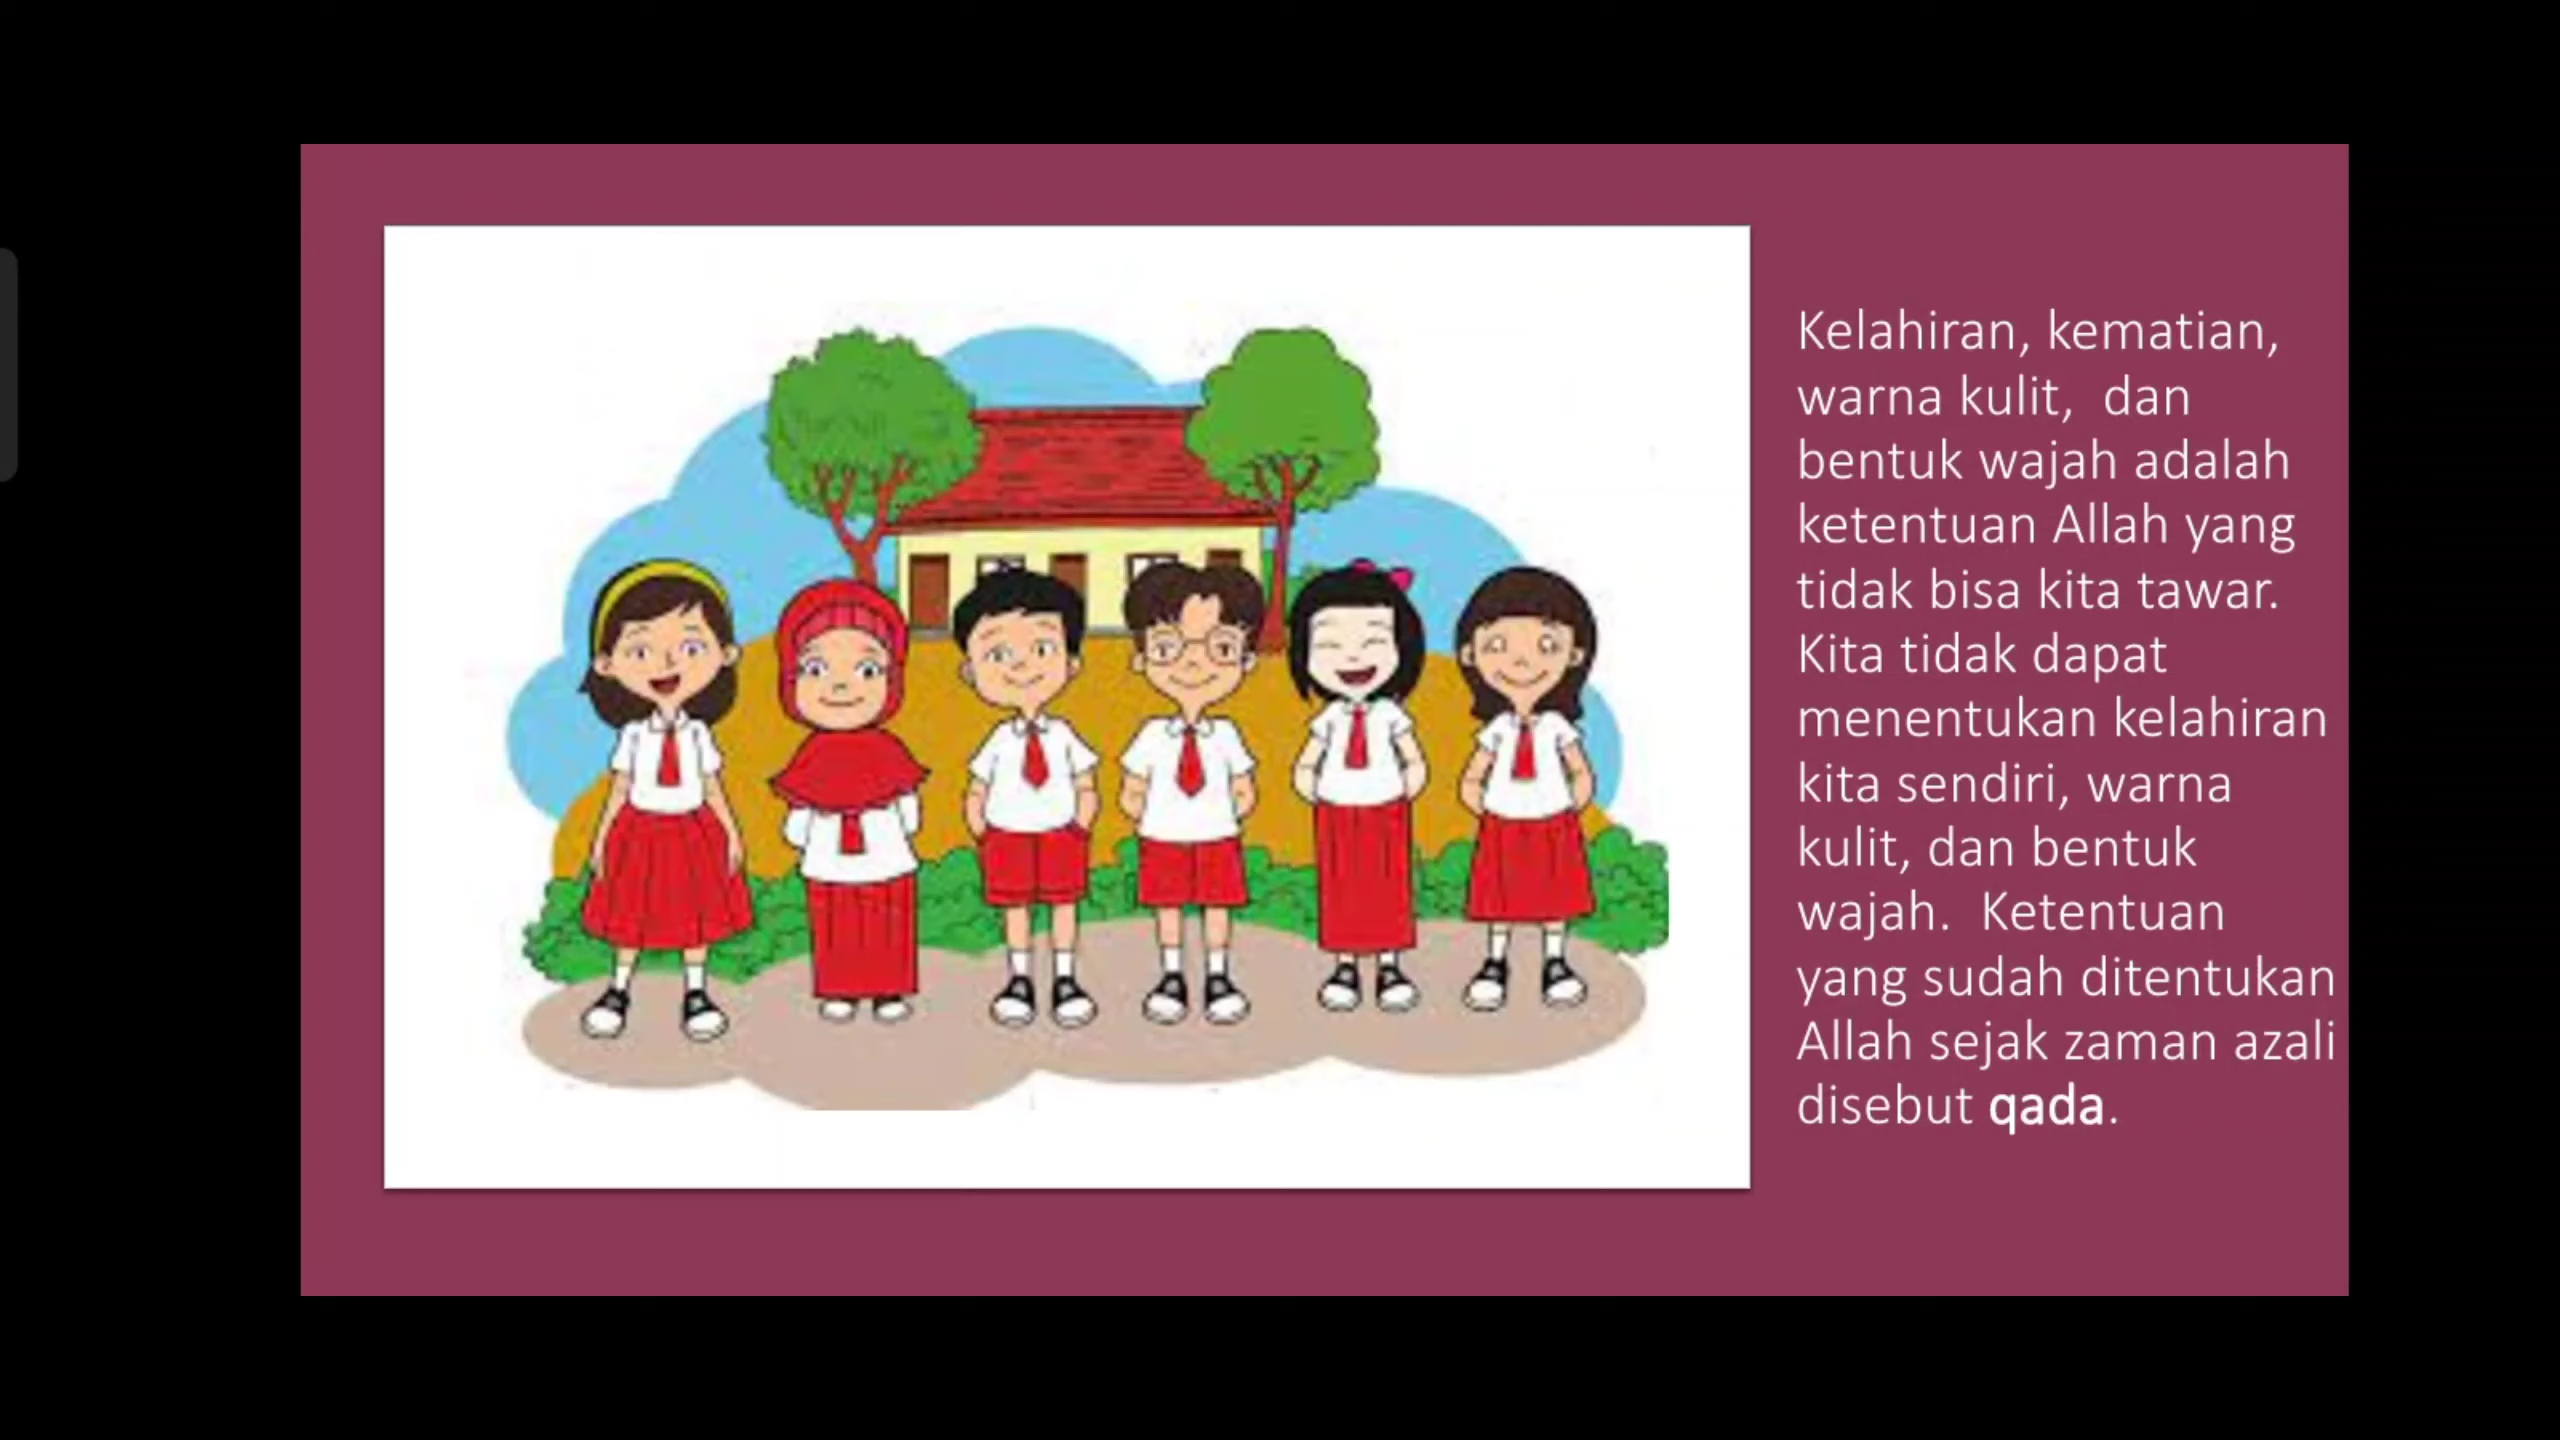 Kelahiran, kematian,
warna kulit,  dan
bentuk wajah adalah
ketentuan Allah yang
tidak bisa kita tawar.
Kita tidak dapat
menentukan kelahiran
kita sendiri, warna
kulit, dan bentuk
wajah.  Ketentuan
yang sudah ditentukan
Allah sejak zaman azali
disebut qada.